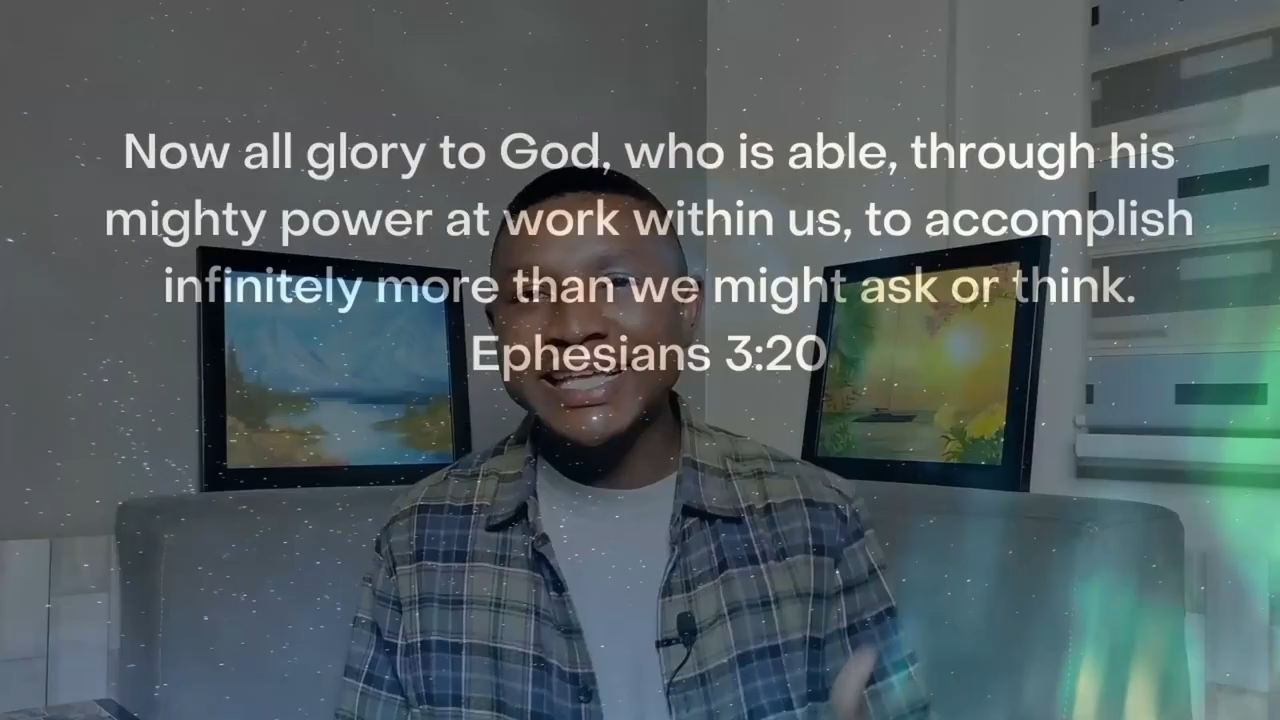 Now all glory to God, who is able, through his
mighty power at work within us, to accomplish
infinitely more than we might ask or think.
Ephesians 3:20